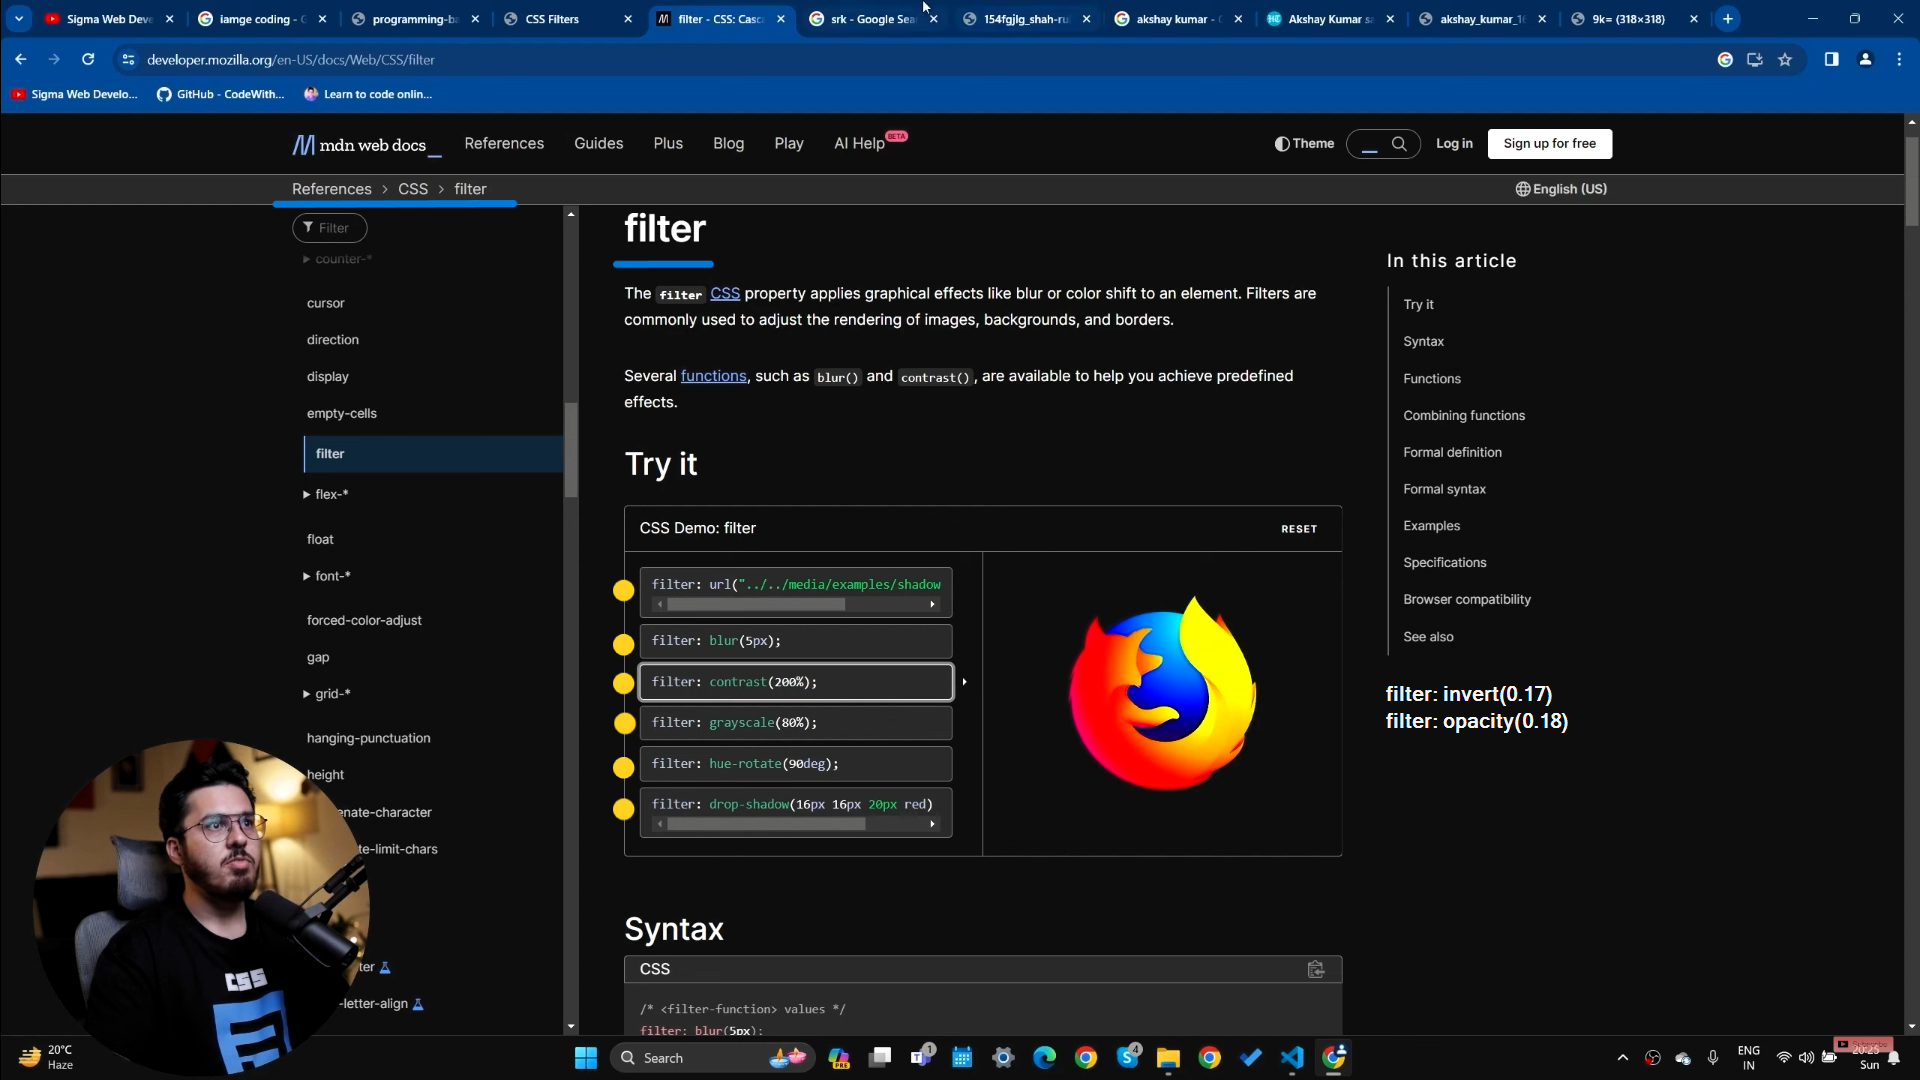 Sigma Web Deve
iamge coding - G
programming-ba
CSS Filters
filter - CSS: Casc
srk - Google Sea
154fgjlg_shah-ru
akshay kumar - G
Akshay Kumar sa
akshay_kumar_16
9k= (318×318)
developer.mozilla.org/en-US/docs/Web/CSS/filter
Sigma Web Develo...
GitHub - CodeWith...
Learn to code onlin...
mdn web docs_
References
Guides
Plus
Blog
Play
AI Help BETA
Theme
Log in
Sign up for free
References > CSS > filter
English (US)
Filter
counter-*
cursor
direction
display
empty-cells
filter
flex-*
float
font-*
forced-color-adjust
gap
grid-*
hanging-punctuation
height
enate-character
te-limit-chars
ter
-letter-align
filter
The filter CSS property applies graphical effects like blur or color shift to an element. Filters are
commonly used to adjust the rendering of images, backgrounds, and borders.
Several functions, such as blur() and contrast(), are available to help you achieve predefined
effects.
Try it
CSS Demo: filter
RESET
filter: url("../../media/examples/shadow
filter: blur(5px);
filter: contrast(200%);
filter: grayscale(80%);
filter: hue-rotate(90deg);
filter: drop-shadow(16px 16px 20px red)
Syntax
CSS
/* <filter-function> values */
filter: blur(5px);
In this article
Try it
Syntax
Functions
Combining functions
Formal definition
Formal syntax
Examples
Specifications
Browser compatibility
See also
filter: invert(0.17)
filter: opacity(0.18)
CSS
20°C
Haze
Search
PRE
1
4
ENG
IN
Subscribe
20:25
Sun